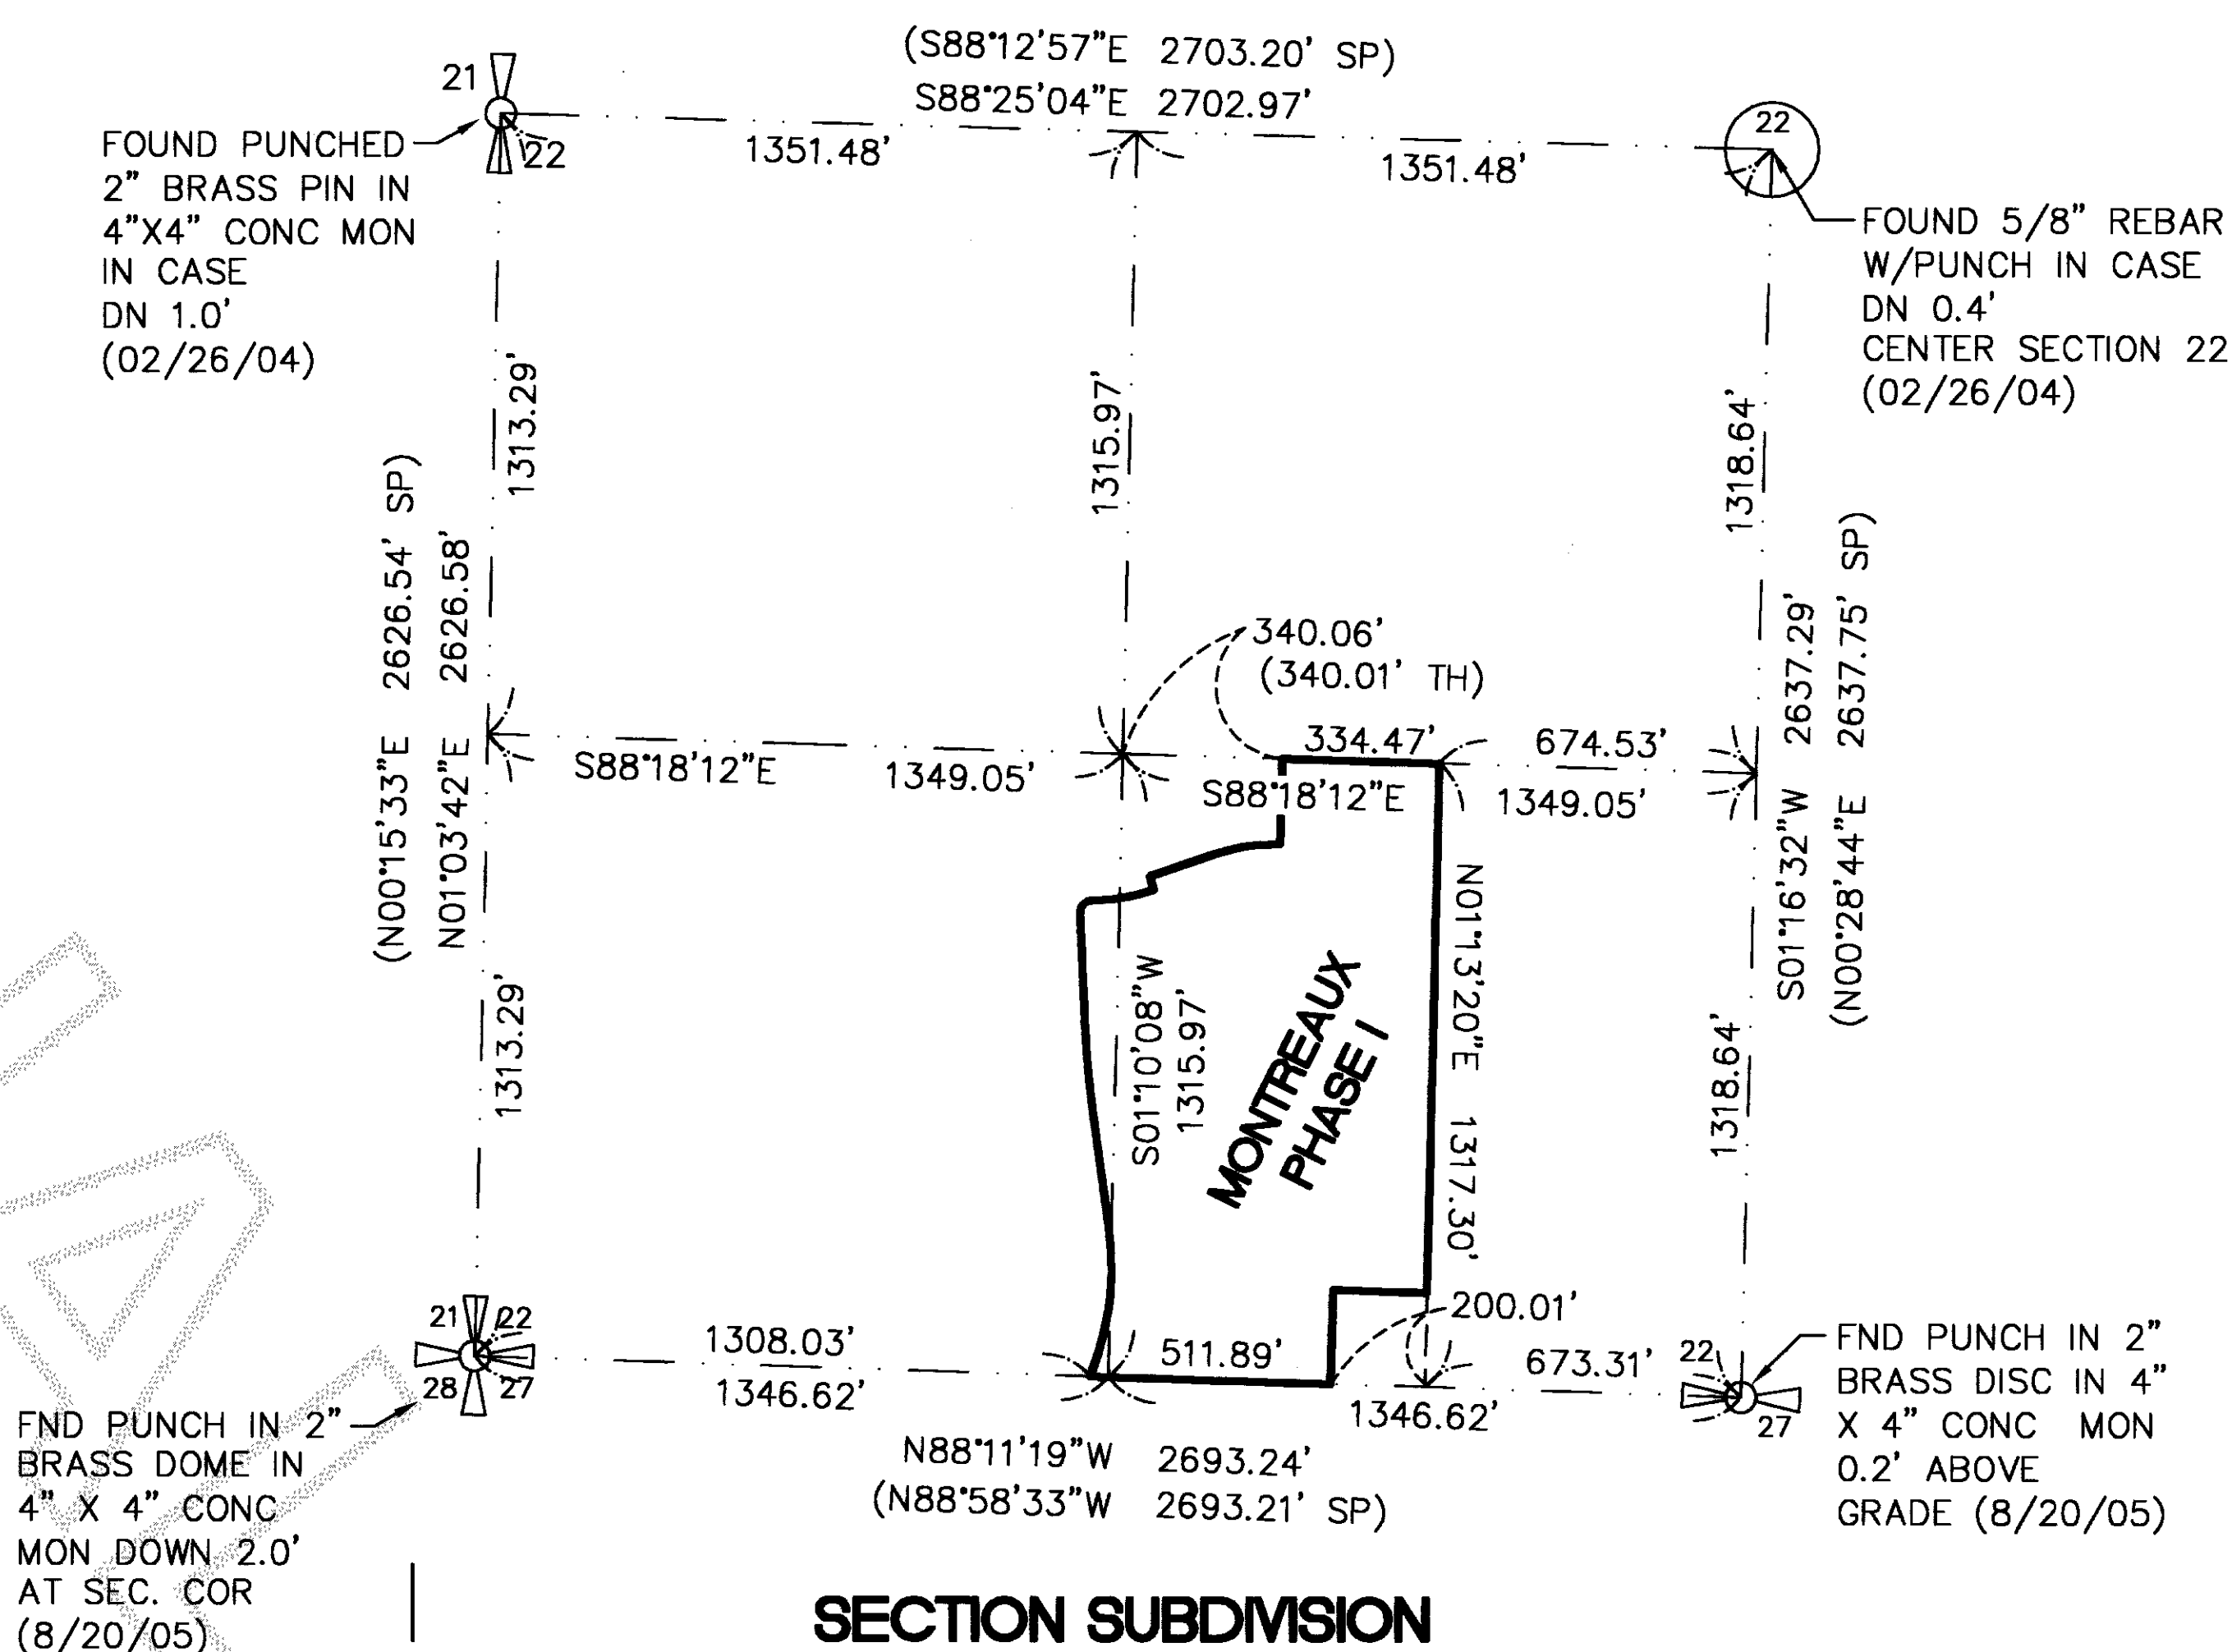 (S88°12'57"E 2703.20' SP)
S88°25'04"E 2702.97'
21
22
1351.48'
1351.48'
22
FOUND PUNCHED
2" BRASS PIN IN
4"X4" CONC MON
IN CASE
DN 1.0'
(02/26/04)
FOUND 5/8" REBAR
W/PUNCH IN CASE
DN 0.4'
CENTER SECTION 22
(02/26/04)
1313.29'
1315.97'
1318.64'
(N00°15'33"E 2626.54' SP)
N01°03'42"E 2626.58'
S01°16'32"W 2637.29'
(N00°28'44"E 2637.75' SP)
340.06'
(340.01' TH)
334.47'
674.53'
S88°18'12"E 1349.05'
S88°18'12"E 1349.05'
N01°13'20"E 1317.30'
S01°10'08"W
1315.97'
MONTREAUX
PHASE I
1313.29'
1318.64'
21
22
28
27
1308.03'
1346.62'
511.89'
200.01'
673.31'
1346.62'
22
27
FND PUNCH IN 2"
BRASS DISC IN 4"
X 4" CONC MON
0.2' ABOVE
GRADE (8/20/05)
FND PUNCH IN 2"
BRASS DOME IN
4" X 4" CONC
MON DOWN 2.0'
AT SEC. COR
(8/20/05)
N88°11'19"W 2693.24'
(N88°58'33"W 2693.21' SP)
SECTION SUBDIVISION